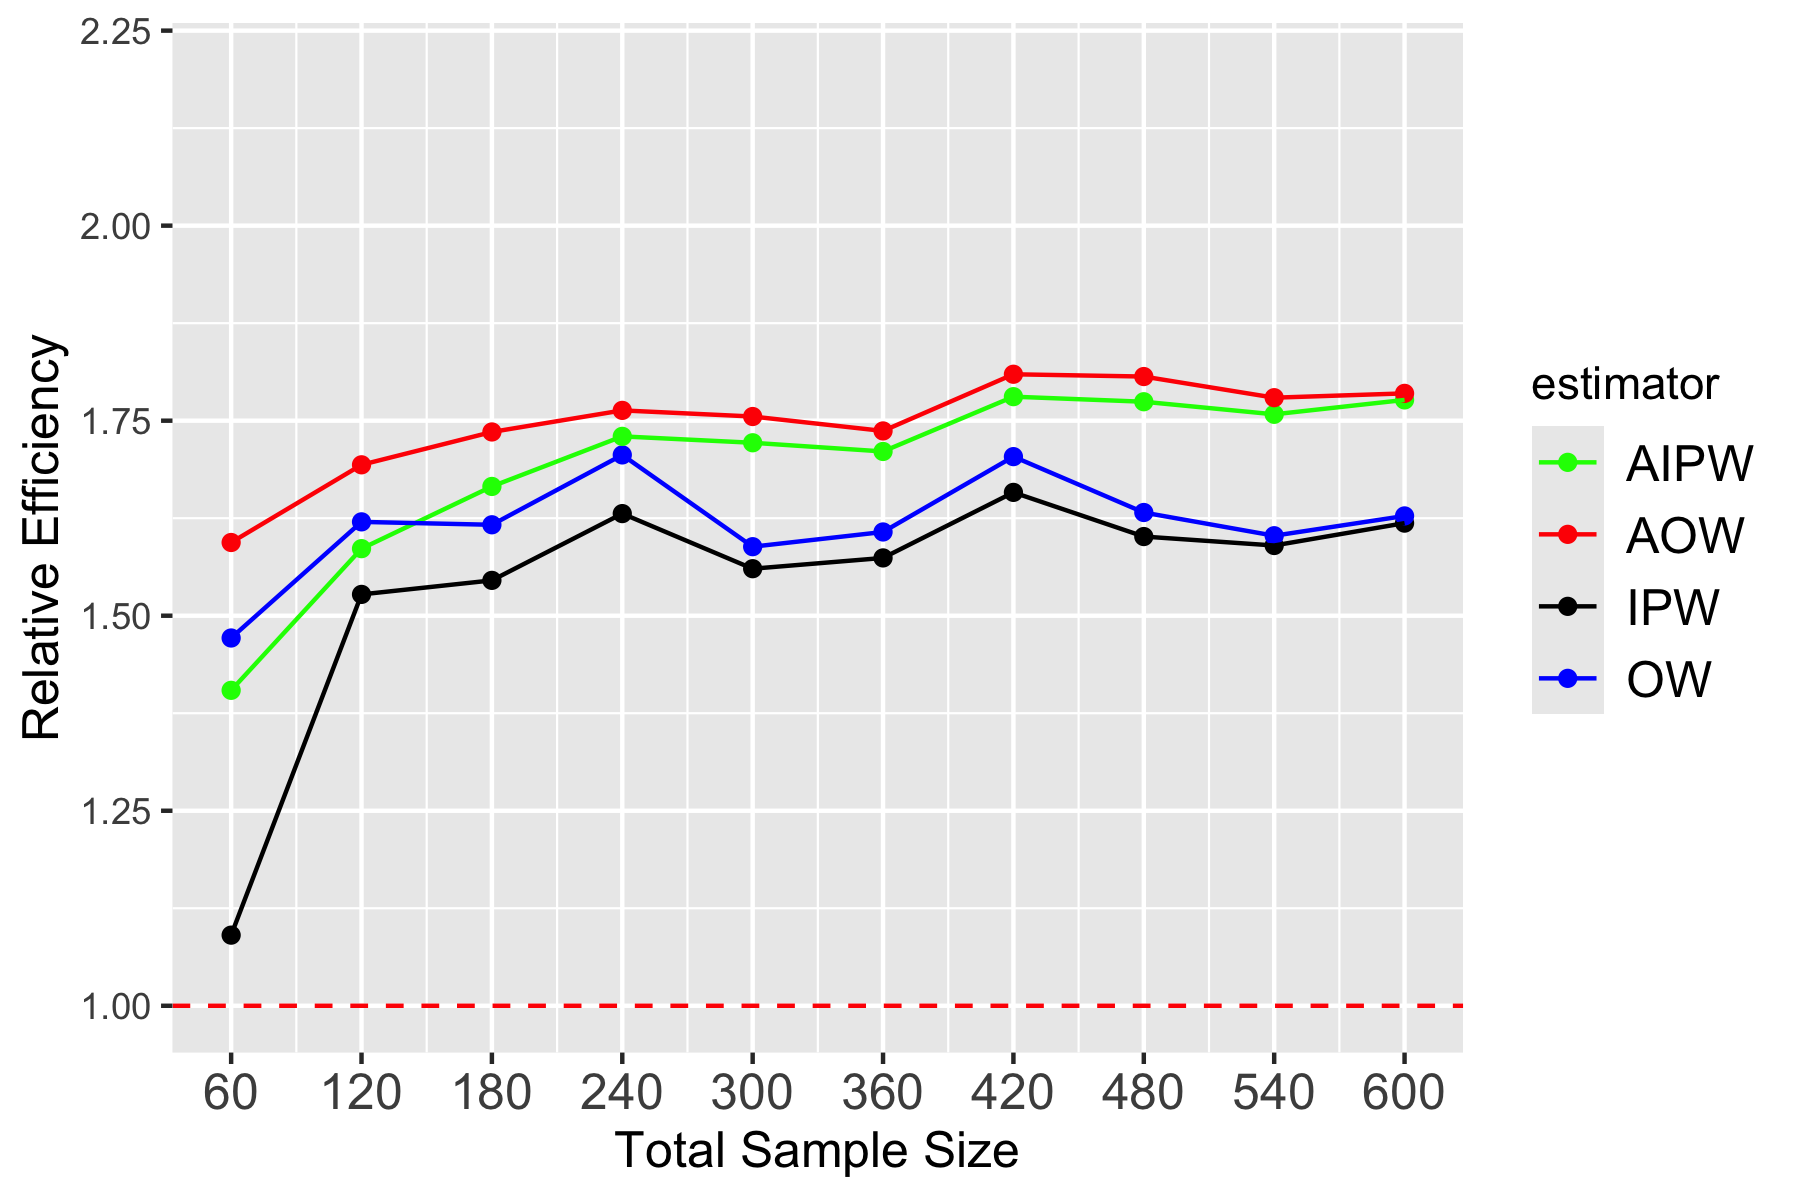 2.25
2.00
1.75
1.50
1.25
1.00
Relative Efficiency
60 120 180 240 300 360 420 480 540 600
Total Sample Size
estimator
AIPW
AOW
IPW
OW